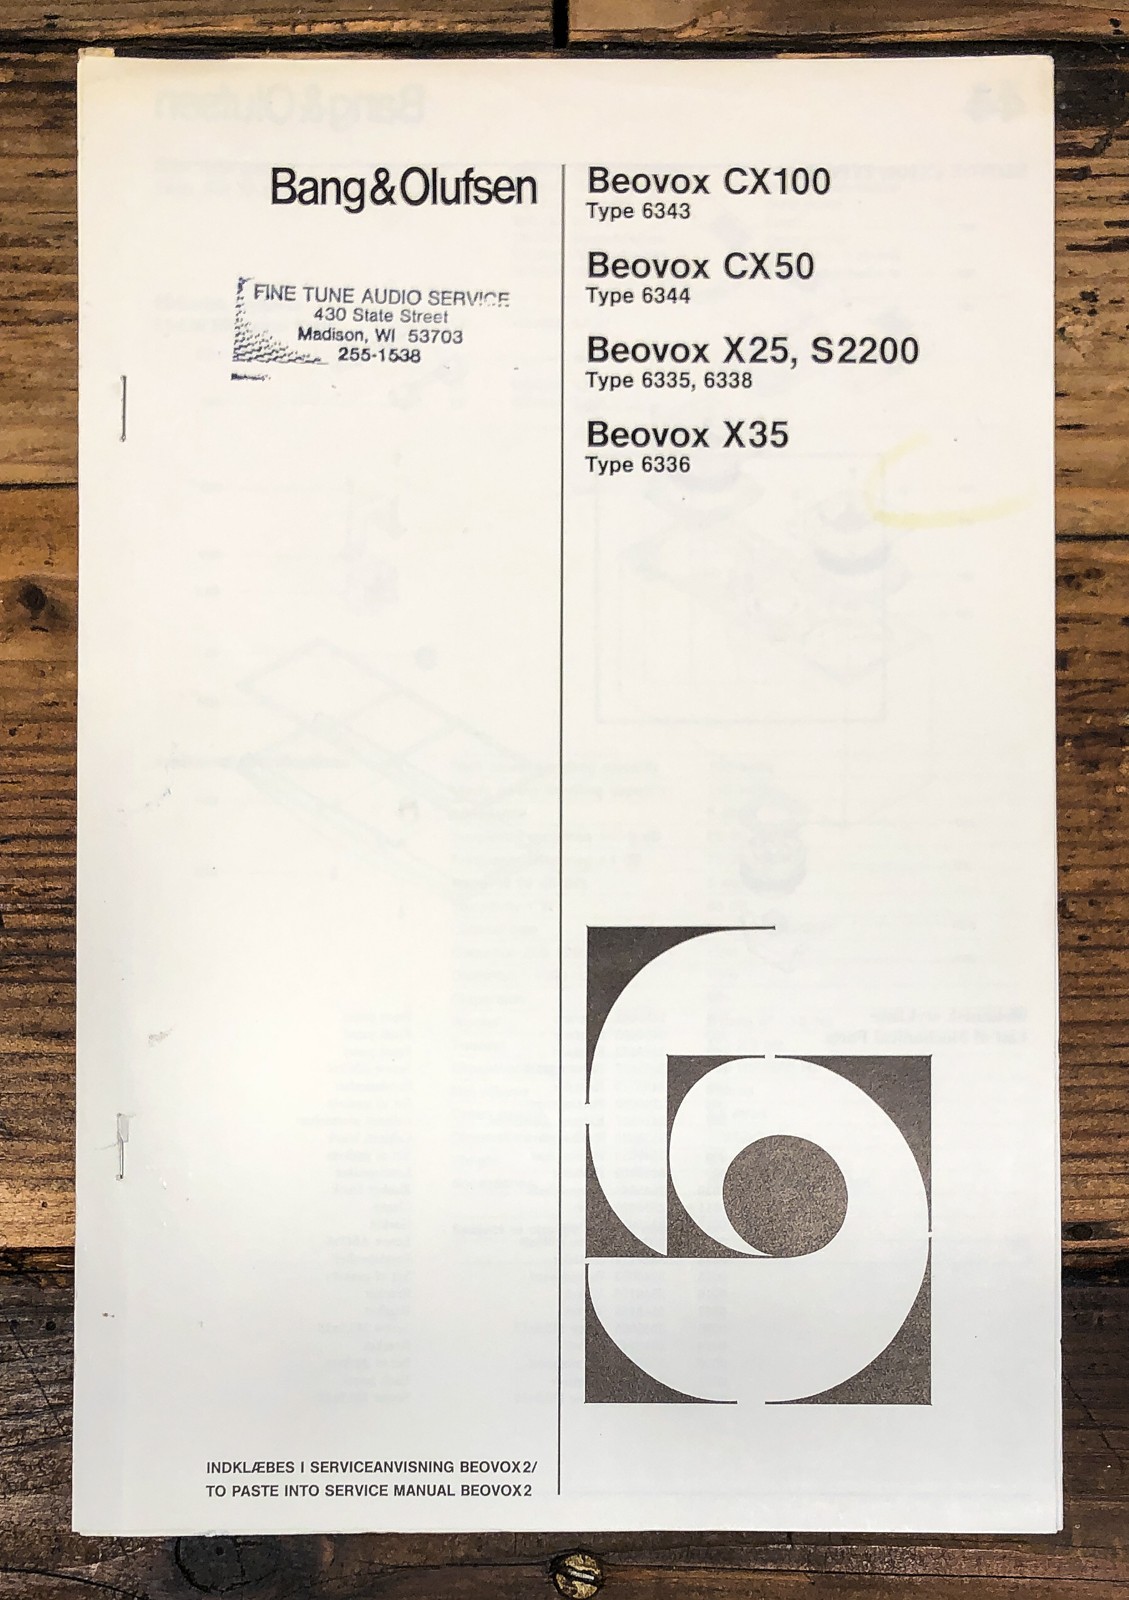 Bang&Olufsen
FINE TUNE AUDIO SERVICE
430 State Street
Madison, WI 53703
255-1538
Beovox CX100
Type 6343
Beovox CX50
Type 6344
Beovox X25, S2200
Type 6335, 6338
Beovox X35
Type 6336
INDKLÆBES I SERVICEANVISNING BEOVOX2/
TO PASTE INTO SERVICE MANUAL BEOVOX2